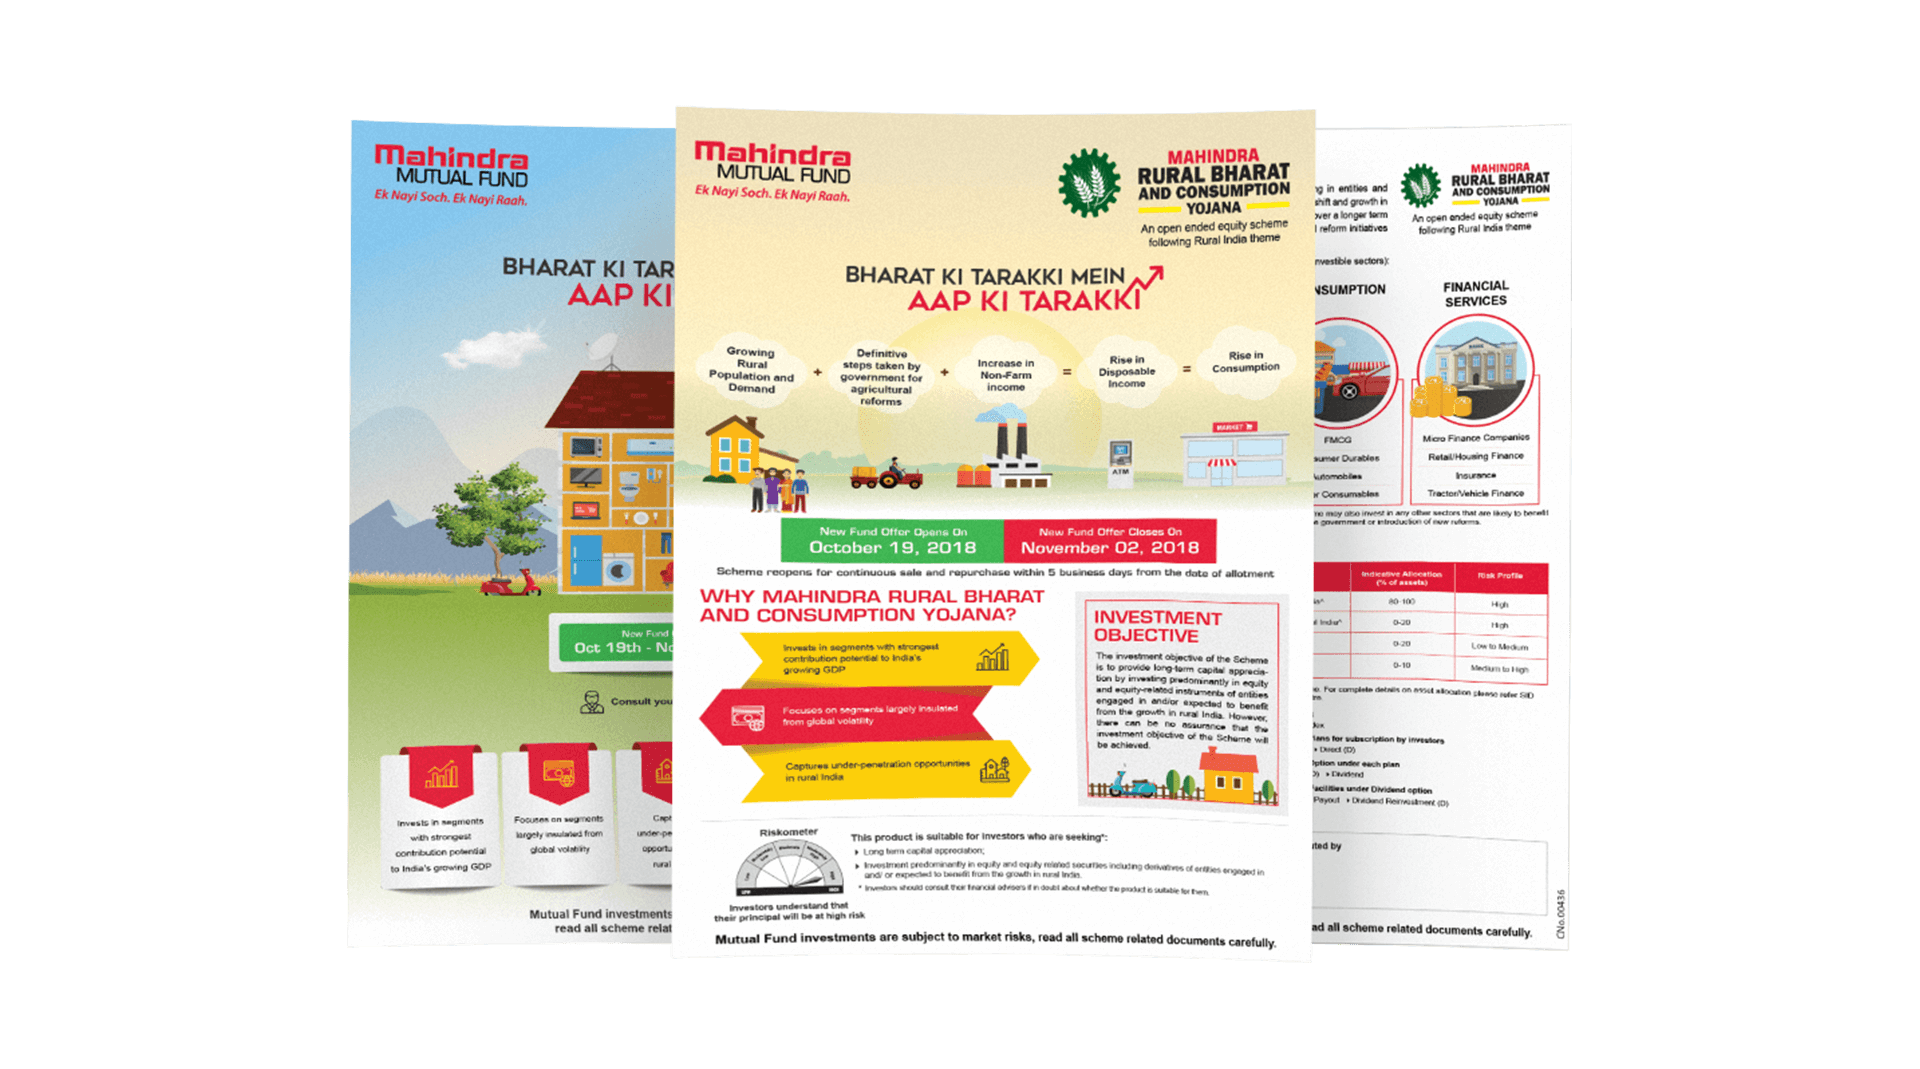 Mahindra
MUTUAL FUND
Ek Nayi Soch. Ek Nayi Raah.
BHARAT KI TAR
AAP KI
New Fund
Oct 19th - No
Consult you
Invests in segments
with strongest
contribution potential
to India's growing GDP
Focuses on segments
largely insulated from
global volatility
Capt
under-pe
opportu
rural
Mutual Fund investments
read all scheme relat
Mahindra
MUTUAL FUND
Ek Nayi Soch. Ek Nayi Raah.
MAHINDRA
RURAL BHARAT
AND CONSUMPTION
YOJANA
An open ended equity scheme
following Rural India theme
BHARAT KI TARAKKI MEIN
AAP KI TARAKKI
Growing
Rural
Population and
Demand
+
Definitive
steps taken by
government for
agricultural
reforms
+
Increase in
Non-Farm
income
=
Rise in
Disposable
Income
=
Rise in
Consumption
ATM
MARKET
New Fund Offer Opens On
October 19, 2018
New Fund Offer Closes On
November 02, 2018
Scheme reopens for continuous sale and repurchase within 5 business days from the date of allotment
WHY MAHINDRA RURAL BHARAT
AND CONSUMPTION YOJANA?
Invests in segments with strongest
contribution potential to India's
growing GDP
Focuses on segments largely insulated
from global volatility
Captures under-penetration opportunities
in rural India
INVESTMENT
OBJECTIVE
The investment objective of the Scheme
is to provide long-term capital apprecia-
tion by investing predominantly in equity
and equity-related instruments of entities
engaged in and/or expected to benefit
from the growth in rural India. However,
there can be no assurance that the
investment objective of the Scheme will
be achieved.
Riskometer
Low
Moderate
High
LOW
HIGH
Investors understand that
their principal will be at high risk
This product is suitable for investors who are seeking*:
Long term capital appreciation;
Investment predominantly in equity and equity related securities including derivatives of entities engaged in
and/ or expected to benefit from the growth in rural India.
* Investors should consult their financial advisers if in doubt about whether the product is suitable for them.
Mutual Fund investments are subject to market risks, read all scheme related documents carefully.
ng in entities and
shift and growth in
over a longer term
l reform initiatives
MAHINDRA
RURAL BHARAT
AND CONSUMPTION
YOJANA
An open ended equity scheme
following Rural India theme
nvestible sectors):
NSUMPTION
FINANCIAL
SERVICES
BANK
FMCG
sumer Durables
Automobiles
r Consumables
Micro Finance Companies
Retail/Housing Finance
Insurance
Tractor/Vehicle Finance
me may also invest in any other sectors that are likely to benefit
e government or introduction of new reforms.
Indicative Allocation
(% of assets)
Risk Profile
80-100
High
l India^
0-20
High
0-20
Low to Medium
0-10
Medium to High
e. For complete details on asset allocation please refer SID
dex
lans for subscription by investors
Direct (D)
Option under each plan
D) Dividend
acilities under Dividend option
Payout Dividend Reinvestment (D)
uted by
ad all scheme related documents carefully.
CNo.00436